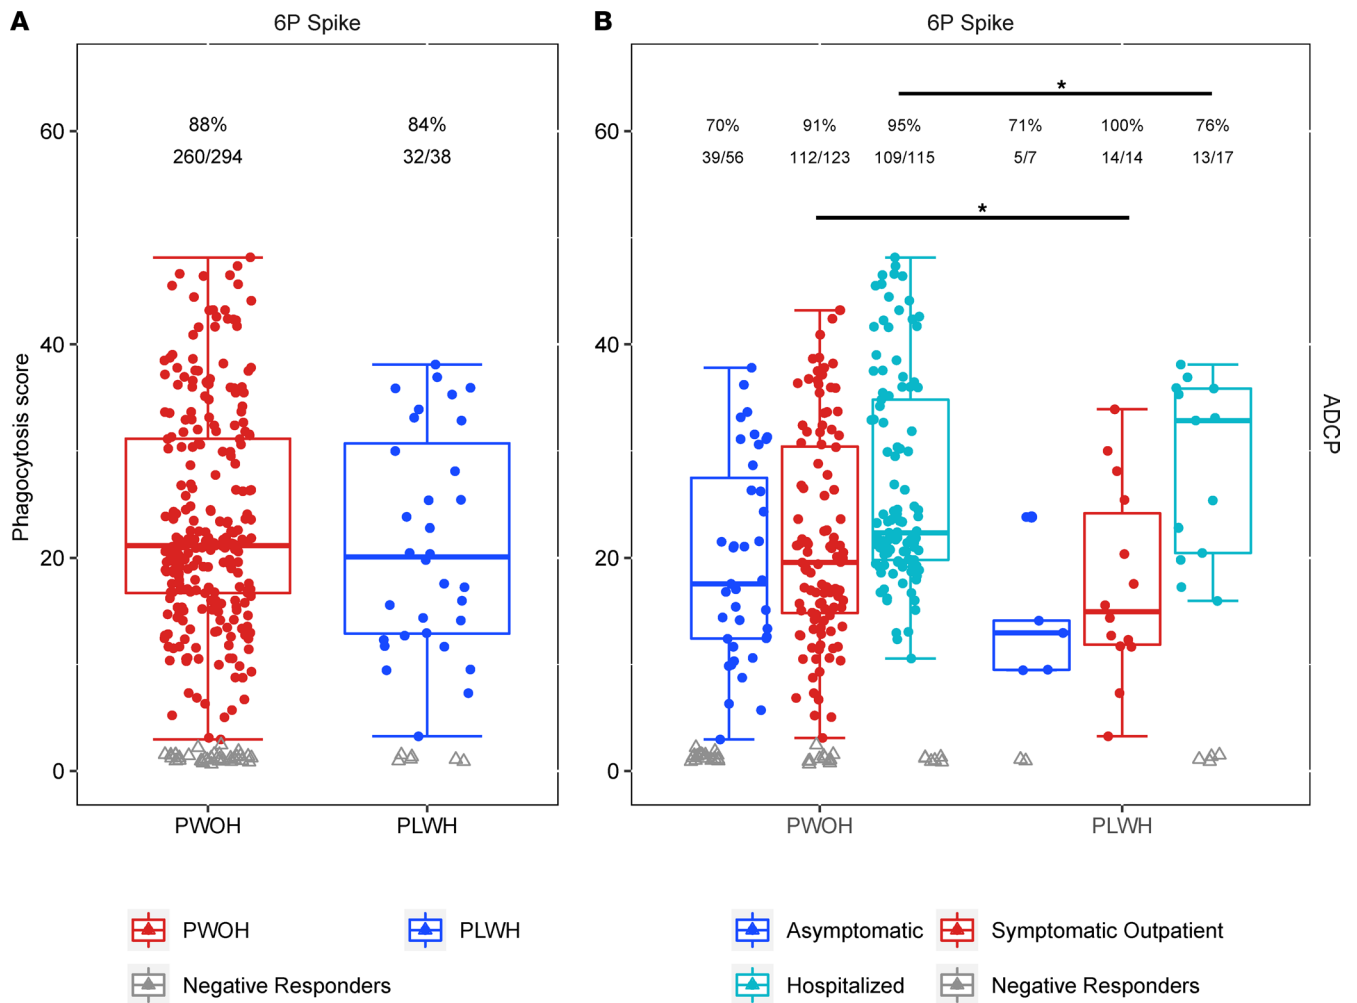 A
6P Spike
B
6P Spike
Phagocytosis score
60
40
20
0
88%
260/294
84%
32/38
PWOH
PLWH
60
40
20
0
*
70%
91%
95%
71%
100%
76%
39/56
112/123
109/115
5/7
14/14
13/17
*
ADCP
PWOH
PLWH
PWOH
PLWH
Negative Responders
Asymptomatic
Symptomatic Outpatient
Hospitalized
Negative Responders